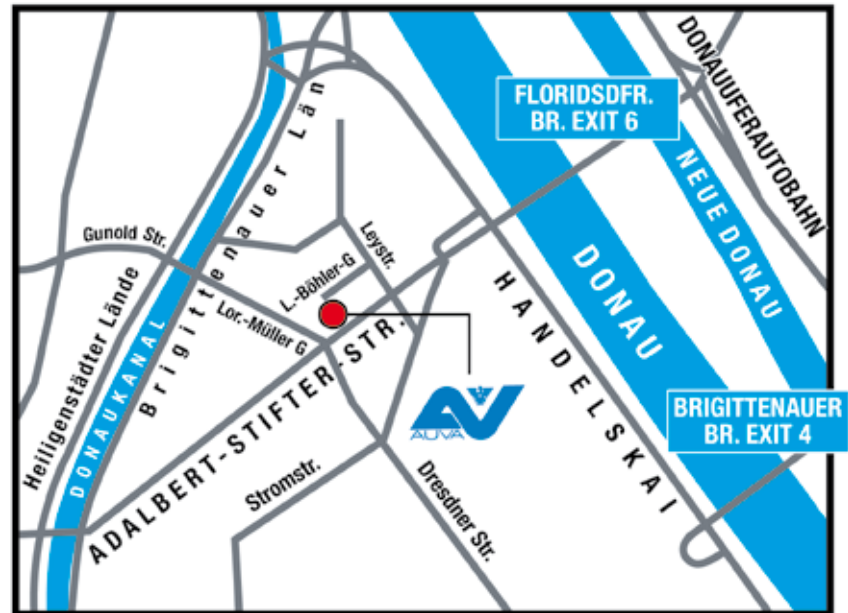 DONAUUFERAUTOBAHN
FLORIDSDFR.
BR. EXIT 6
NEUE DONAU
DONAU
HANDELSKAI
BRIGITTENAUER
BR. EXIT 4
Brigittenauer Län
Gunold Str.
Heiligenstädter Lände
DONAUKANAL
Leystr.
L.-Böhler-G
Lor.-Müller G
ADALBERT-STIFTER-STR.
AUVA
Stromstr.
Dresdner Str.